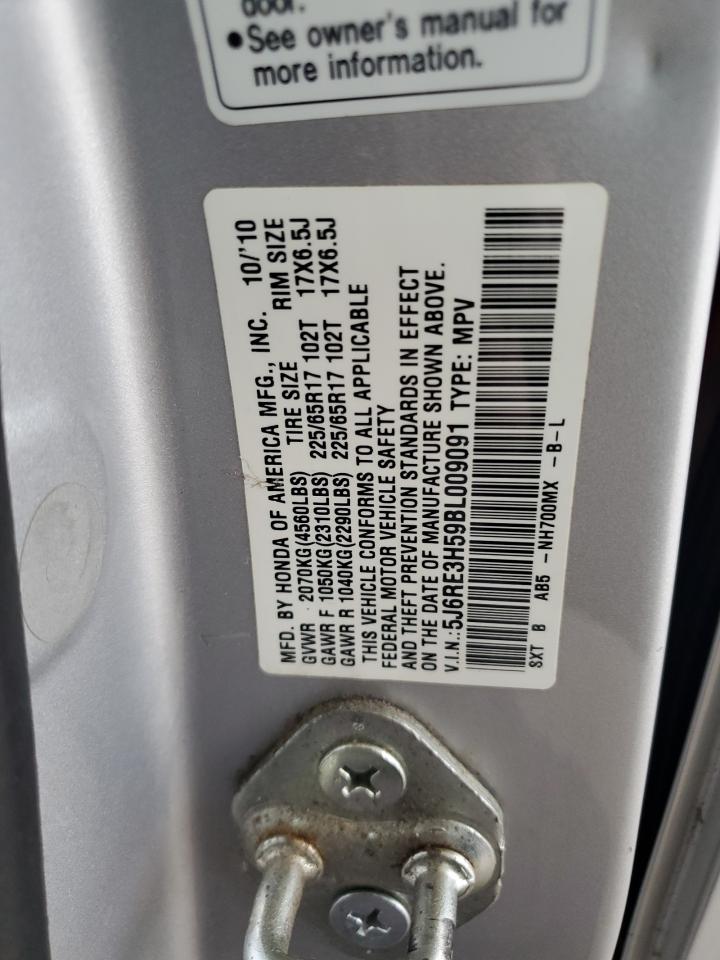 door.
•See owner's manual for
more information.
MFD. BY HONDA OF AMERICA MFG., INC. 10/'10
GVWR 2070KG(4560LBS) TIRE SIZE RIM SIZE
GAWR F 1050KG(2310LBS) 225/65R17 102T 17X6.5J
GAWR R 1040KG(2290LBS) 225/65R17 102T 17X6.5J
THIS VEHICLE CONFORMS TO ALL APPLICABLE
FEDERAL MOTOR VEHICLE SAFETY
AND THEFT PREVENTION STANDARDS IN EFFECT
ON THE DATE OF MANUFACTURE SHOWN ABOVE.
V.I.N.:5J6RE3H59BL009091 TYPE: MPV
SXT B AB5 -NH700MX -B-L